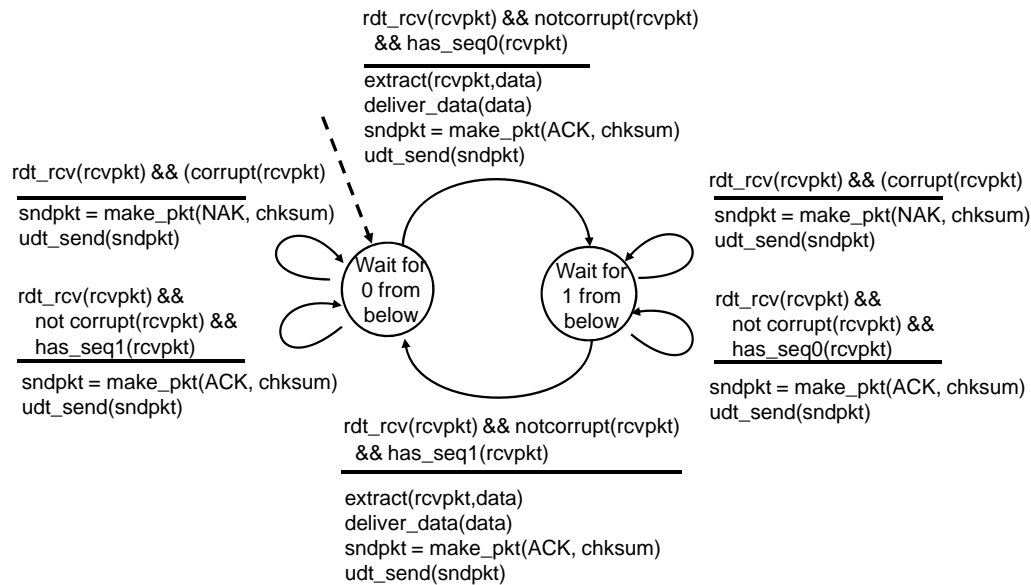 rdt_rcv(rcvpkt) && notcorrupt(rcvpkt)
&& has_seq0(rcvpkt)
extract(rcvpkt,data)
deliver_data(data)
sndpkt = make_pkt(ACK, chksum)
udt_send(sndpkt)
rdt_rcv(rcvpkt) && (corrupt(rcvpkt)
sndpkt = make_pkt(NAK, chksum)
udt_send(sndpkt)
rdt_rcv(rcvpkt) &&
not corrupt(rcvpkt) &&
has_seq1(rcvpkt)
sndpkt = make_pkt(ACK, chksum)
udt_send(sndpkt)
Wait for
0 from
below
Wait for
1 from
below
rdt_rcv(rcvpkt) && (corrupt(rcvpkt)
sndpkt = make_pkt(NAK, chksum)
udt_send(sndpkt)
rdt_rcv(rcvpkt) &&
not corrupt(rcvpkt) &&
has_seq0(rcvpkt)
sndpkt = make_pkt(ACK, chksum)
udt_send(sndpkt)
rdt_rcv(rcvpkt) && notcorrupt(rcvpkt)
&& has_seq1(rcvpkt)
extract(rcvpkt,data)
deliver_data(data)
sndpkt = make_pkt(ACK, chksum)
udt_send(sndpkt)